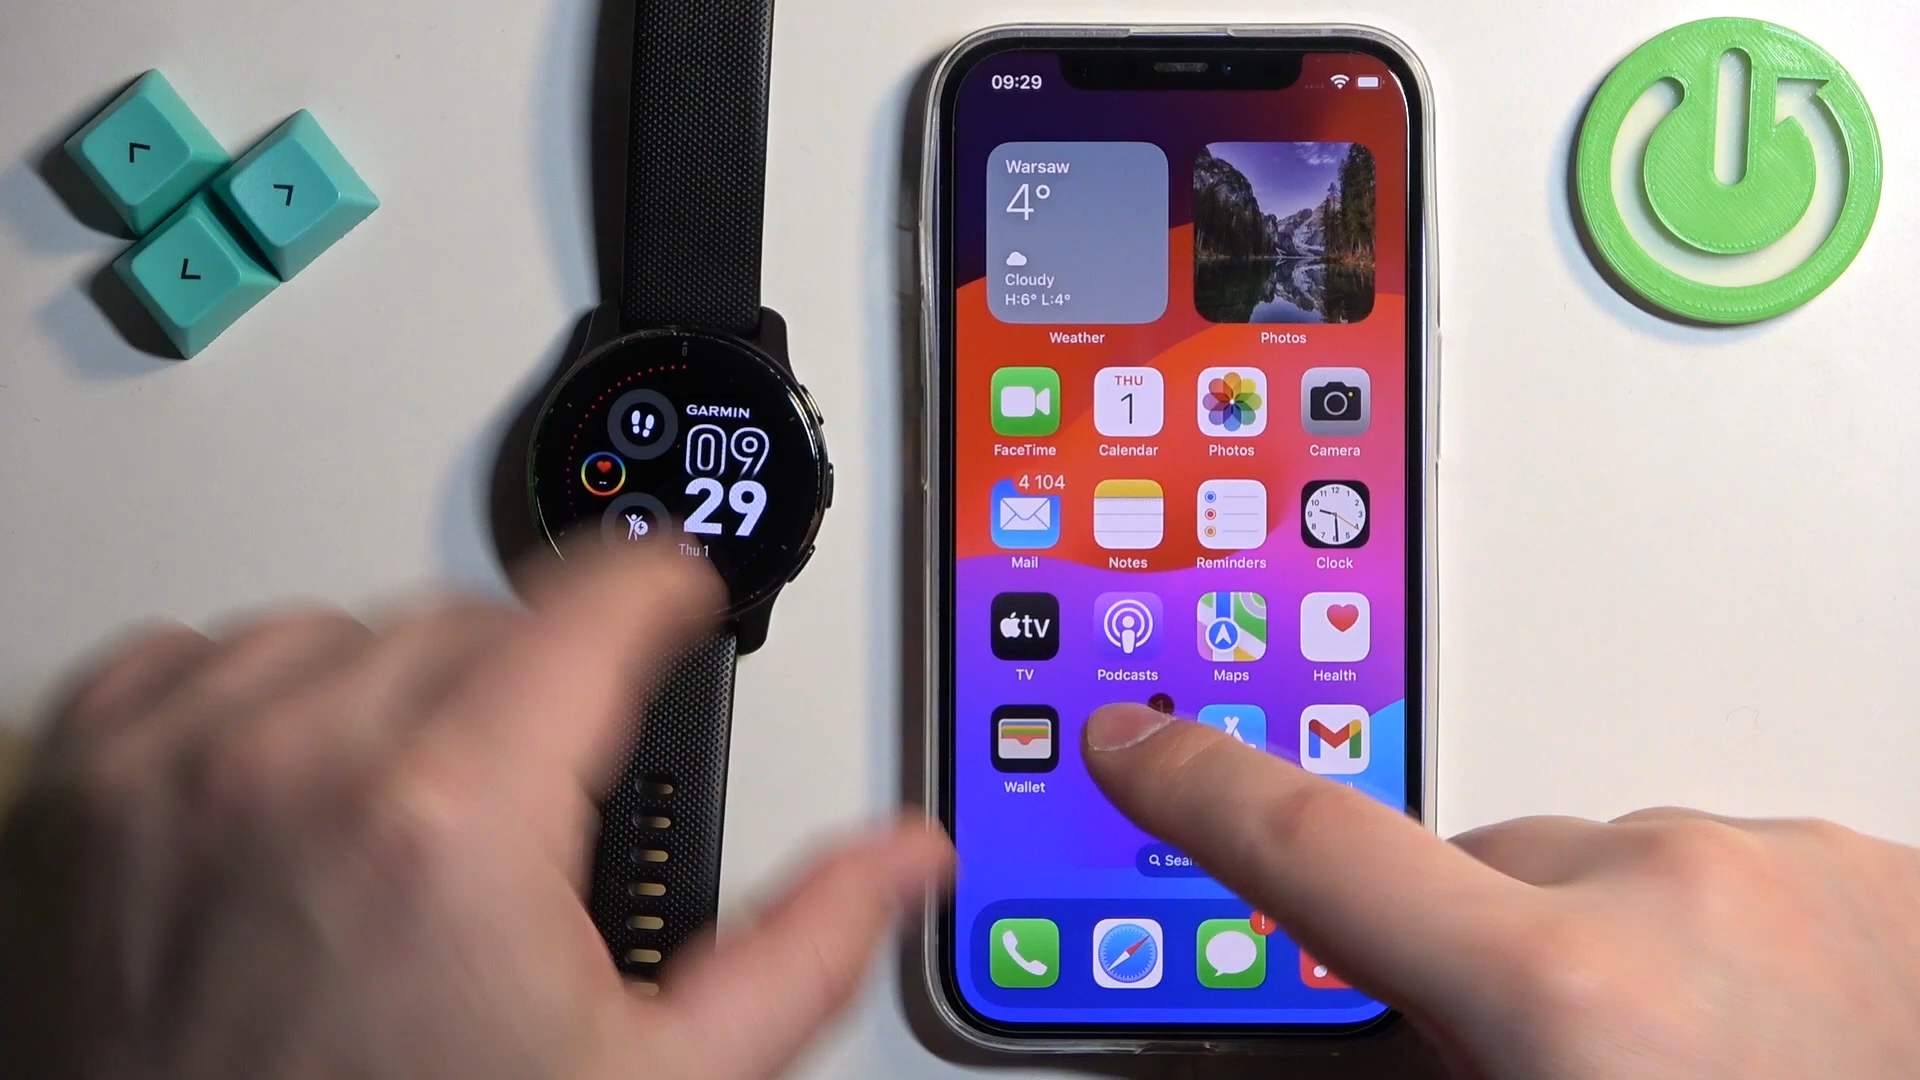 GARMIN
09
29
Thu 1
09:29
Warsaw
4°
Cloudy
H:6° L:4°
Weather
Photos
THU
1
FaceTime
Calendar
Photos
Camera
4 104
Mail
Notes
Reminders
Clock
tv
TV
Podcasts
Maps
Health
Wallet